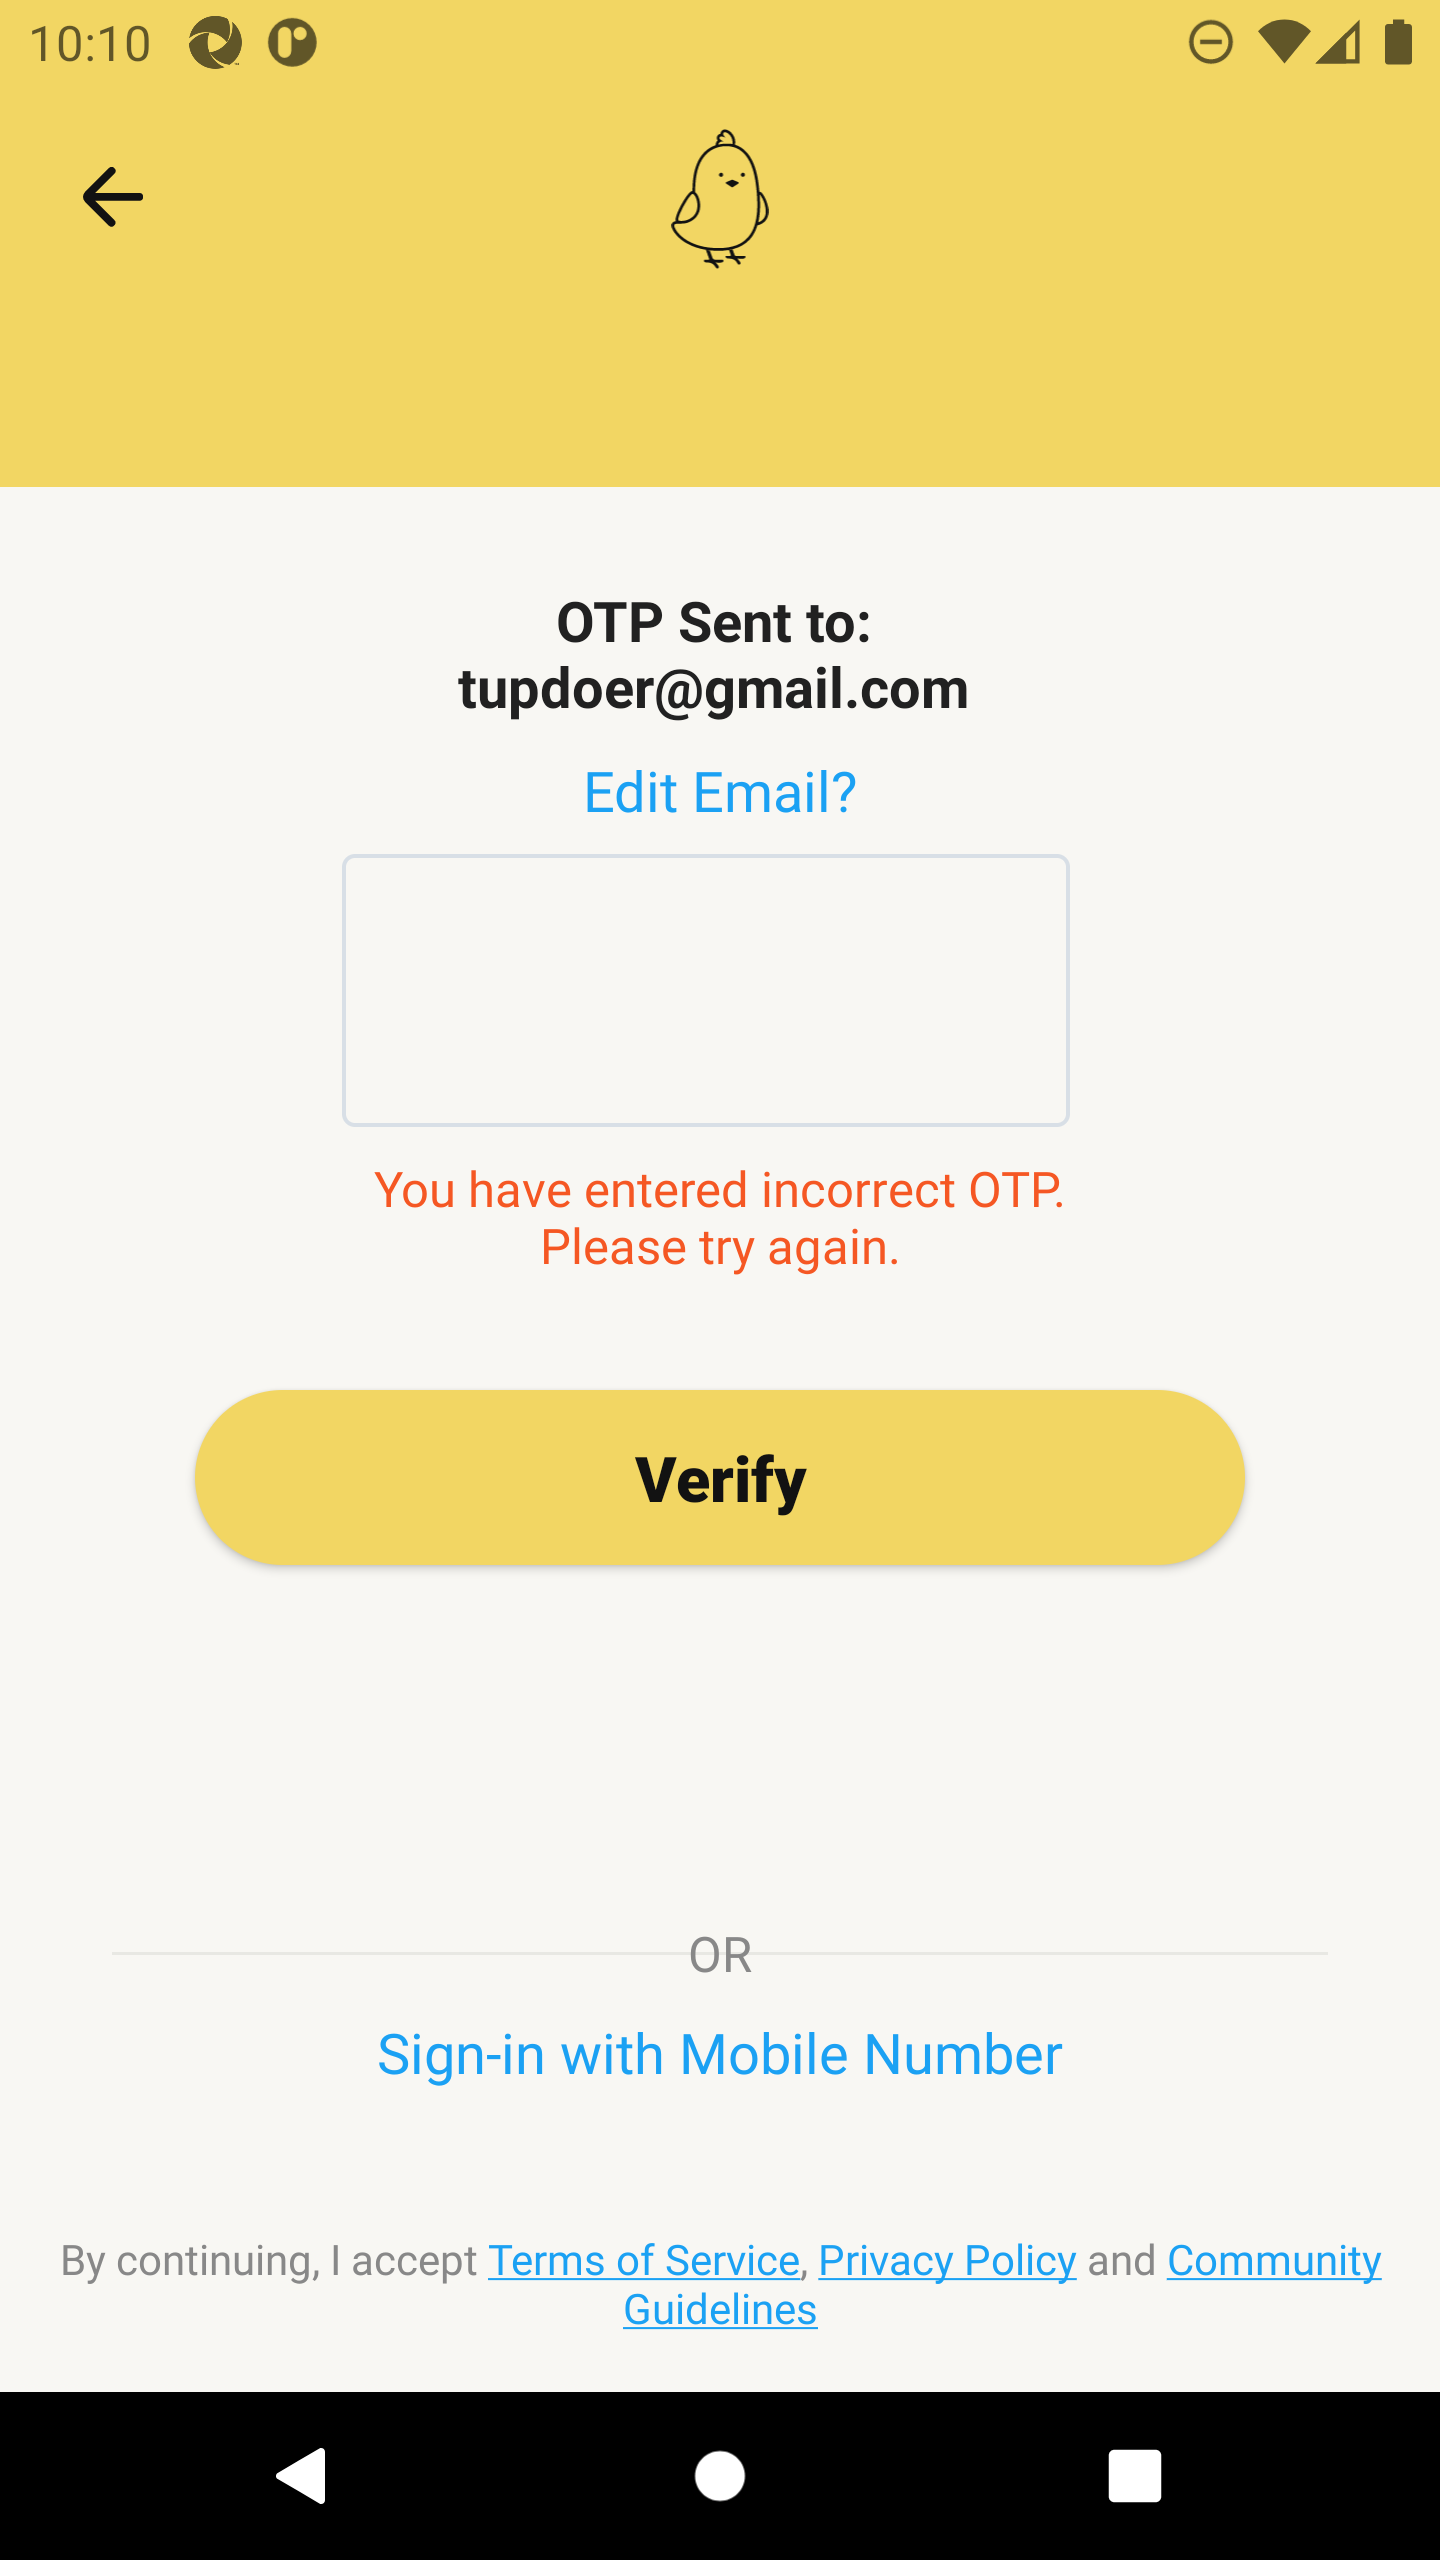 10:10
OTP Sent to:
tupdoer@gmail.com
Edit Email?
You have entered incorrect OTP.
Please try again.
Verify
OR
Sign-in with Mobile Number
By continuing, I accept Terms of Service, Privacy Policy and Community
Guidelines